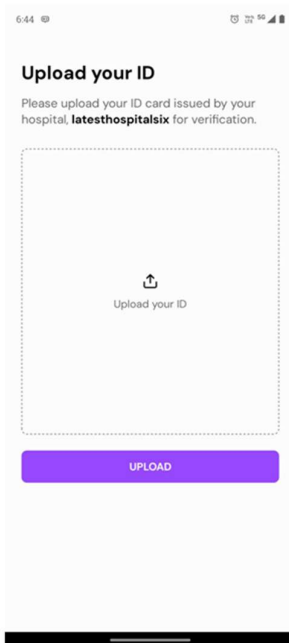 6:44
5G
Upload your ID
Please upload your ID card issued by your
hospital, latesthospitalsix for verification.
Upload your ID
UPLOAD